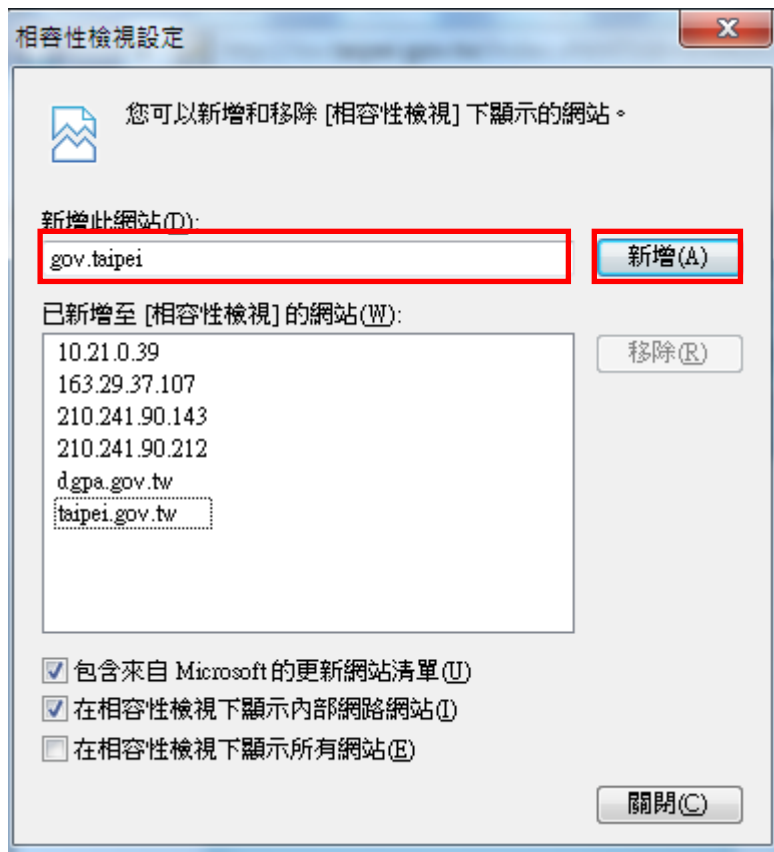 相容性檢視設定
您可以新增和移除 [相容性檢視] 下顯示的網站。
新增此網站(D):
gov.taipei
新增(A)
已新增至 [相容性檢視] 的網站(W):
10.21.0.39
移除(R)
163.29.37.107
210.241.90.143
210.241.90.212
dgpa.gov.tw
taipei.gov.tw
包含來自 Microsoft 的更新網站清單(U)
在相容性檢視下顯示內部網路網站(I)
在相容性檢視下顯示所有網站(E)
關閉(C)